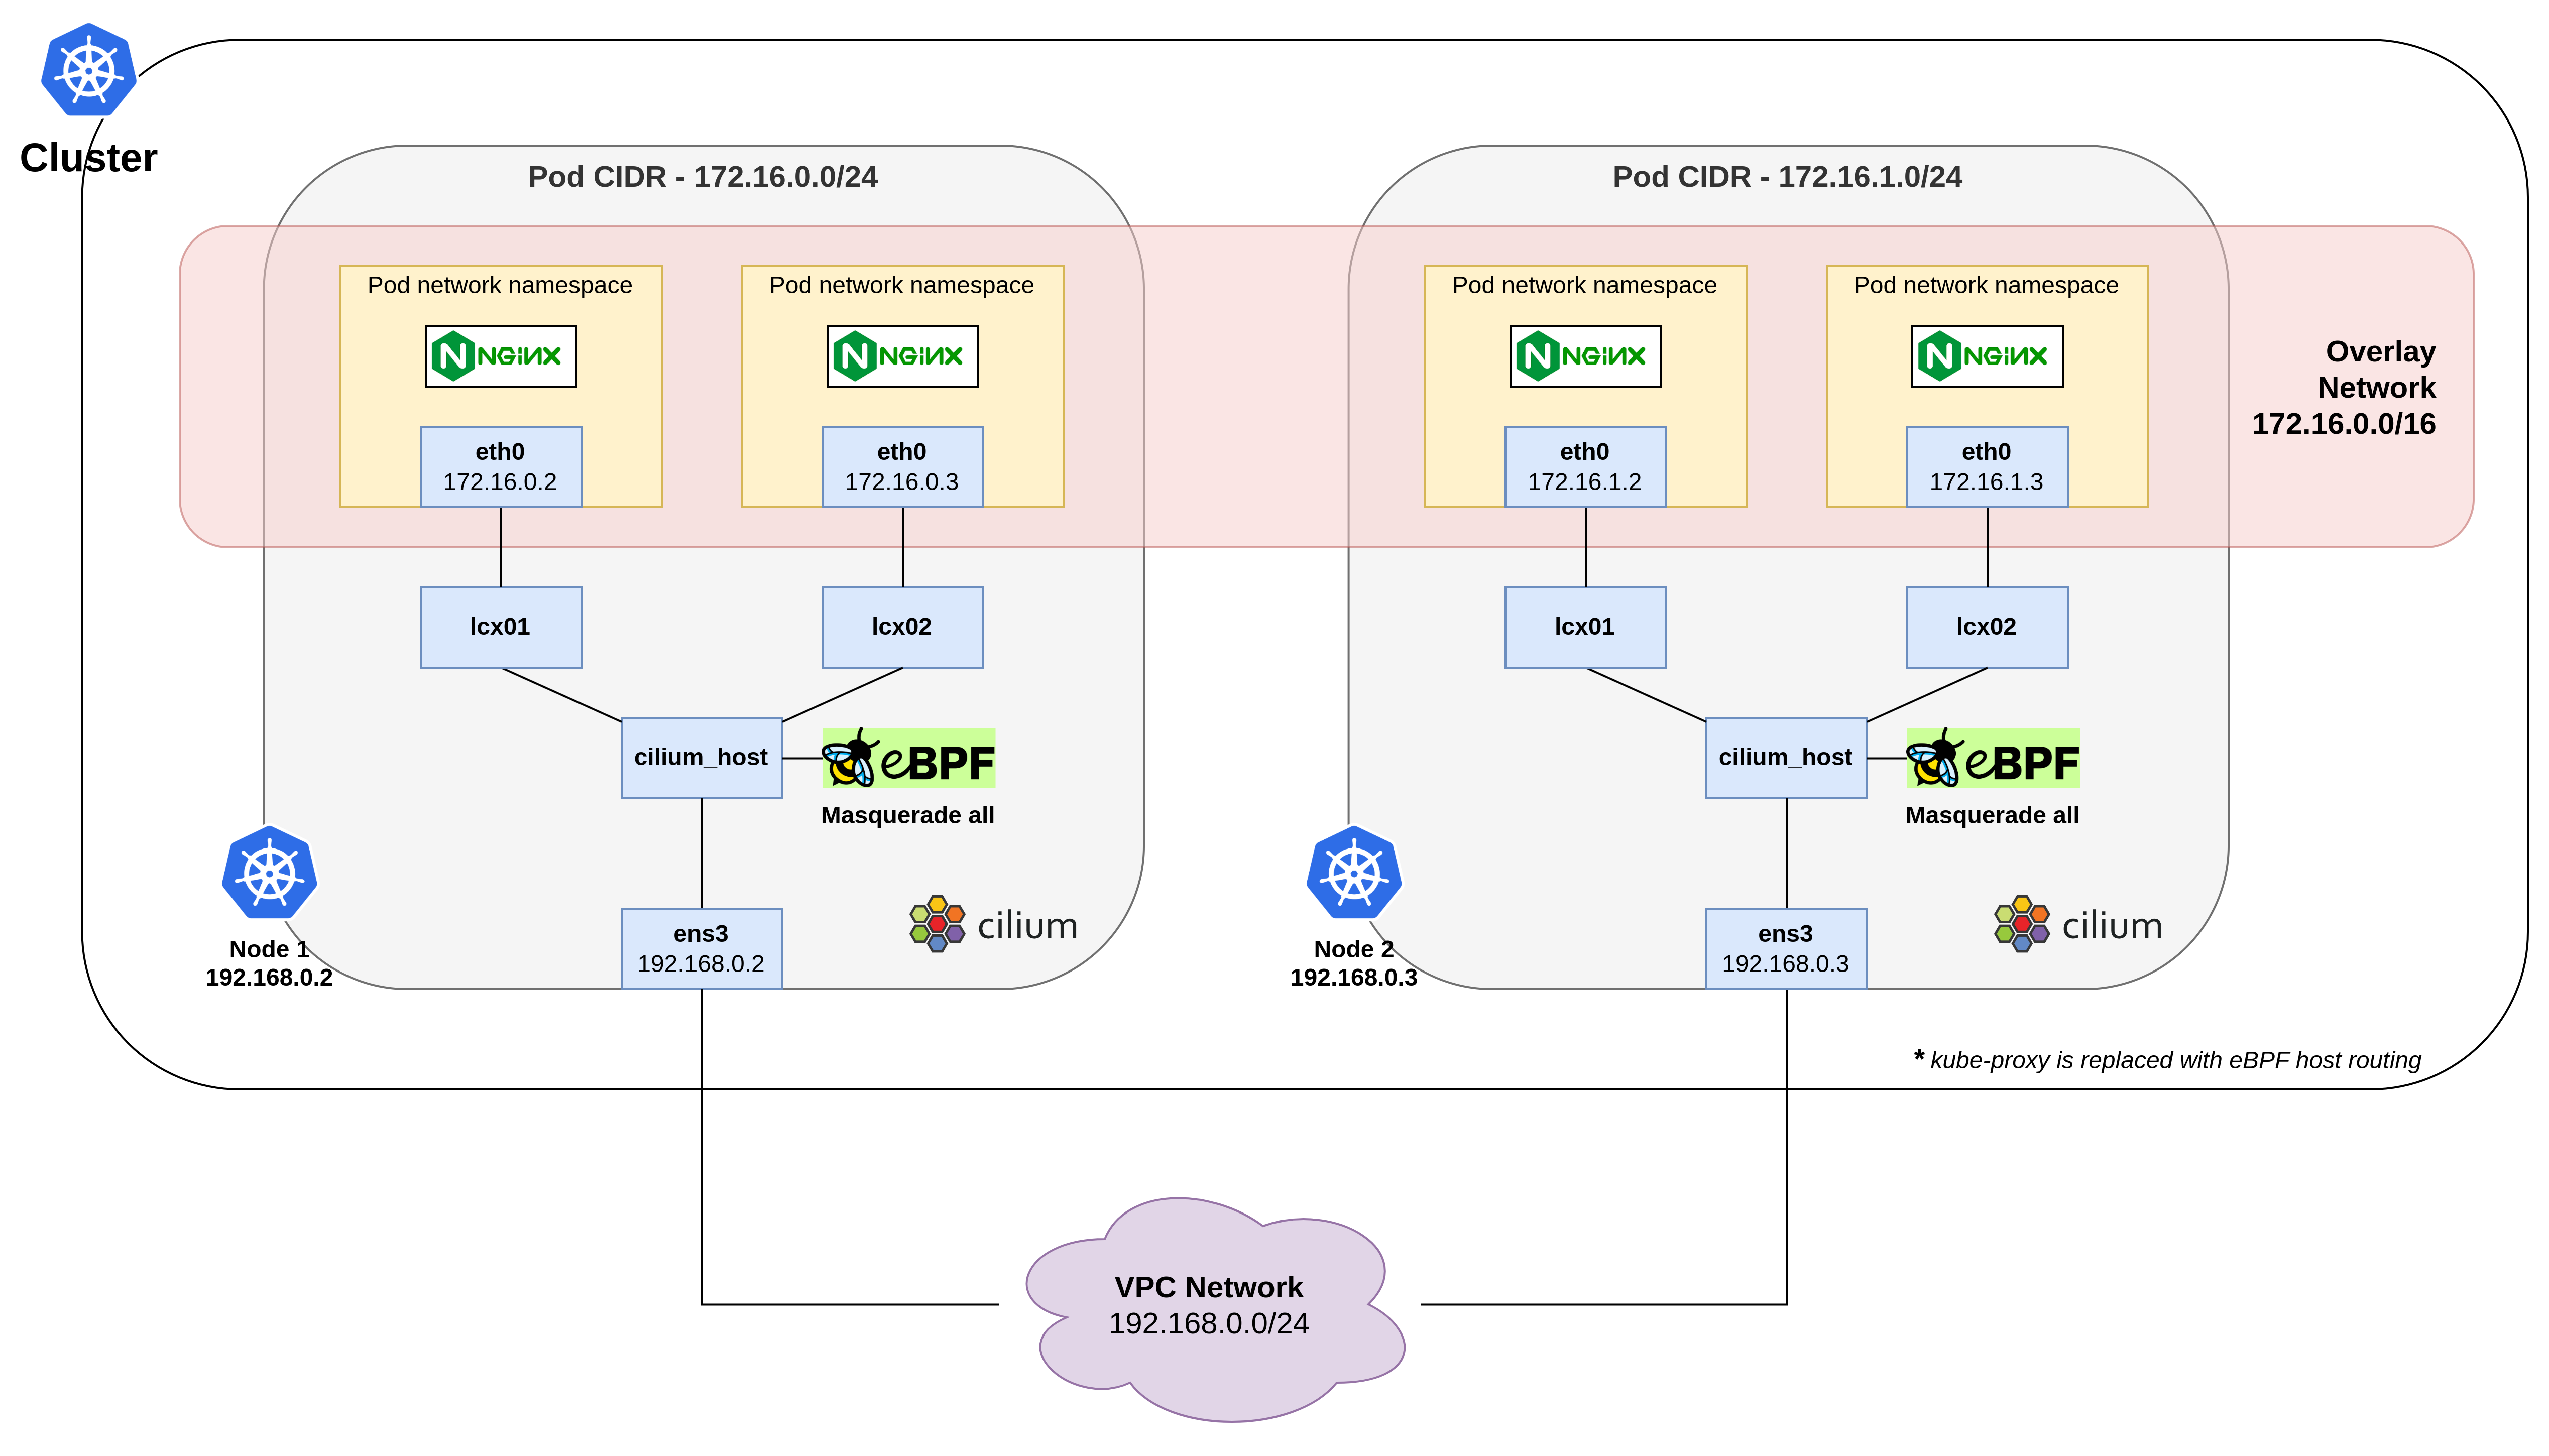 Cluster
Pod CIDR - 172.16.0.0/24
Pod network namespace
NGiNX
eth0
172.16.0.2
Pod network namespace
NGiNX
eth0
172.16.0.3
lcx01
lcx02
cilium_host
eBPF
Masquerade all
Node 1
192.168.0.2
ens3
192.168.0.2
cilium
Pod CIDR - 172.16.1.0/24
Pod network namespace
NGiNX
eth0
172.16.1.2
Pod network namespace
NGiNX
eth0
172.16.1.3
Overlay
Network
172.16.0.0/16
lcx01
lcx02
cilium_host
eBPF
Masquerade all
Node 2
192.168.0.3
ens3
192.168.0.3
cilium
* kube-proxy is replaced with eBPF host routing
VPC Network
192.168.0.0/24